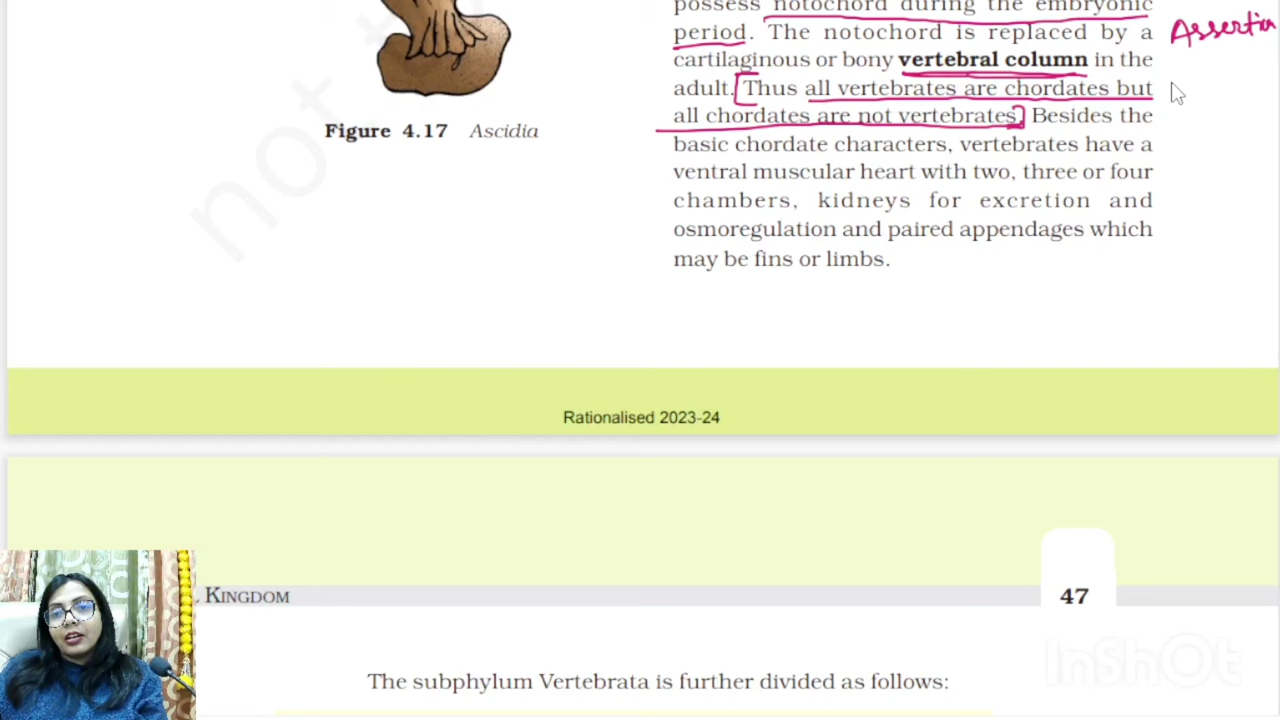 possess notochord during the embryonic
period. The notochord is replaced by a
Assertion
cartilaginous or bony vertebral column in the
adult. Thus all vertebrates are chordates but
all chordates are not vertebrates. Besides the
Figure 4.17 Ascidia
basic chordate characters, vertebrates have a
ventral muscular heart with two, three or four
chambers, kidneys for excretion and
osmoregulation and paired appendages which
may be fins or limbs.
not
Rationalised 2023-24
KINGDOM
47
InShOt
The subphylum Vertebrata is further divided as follows: